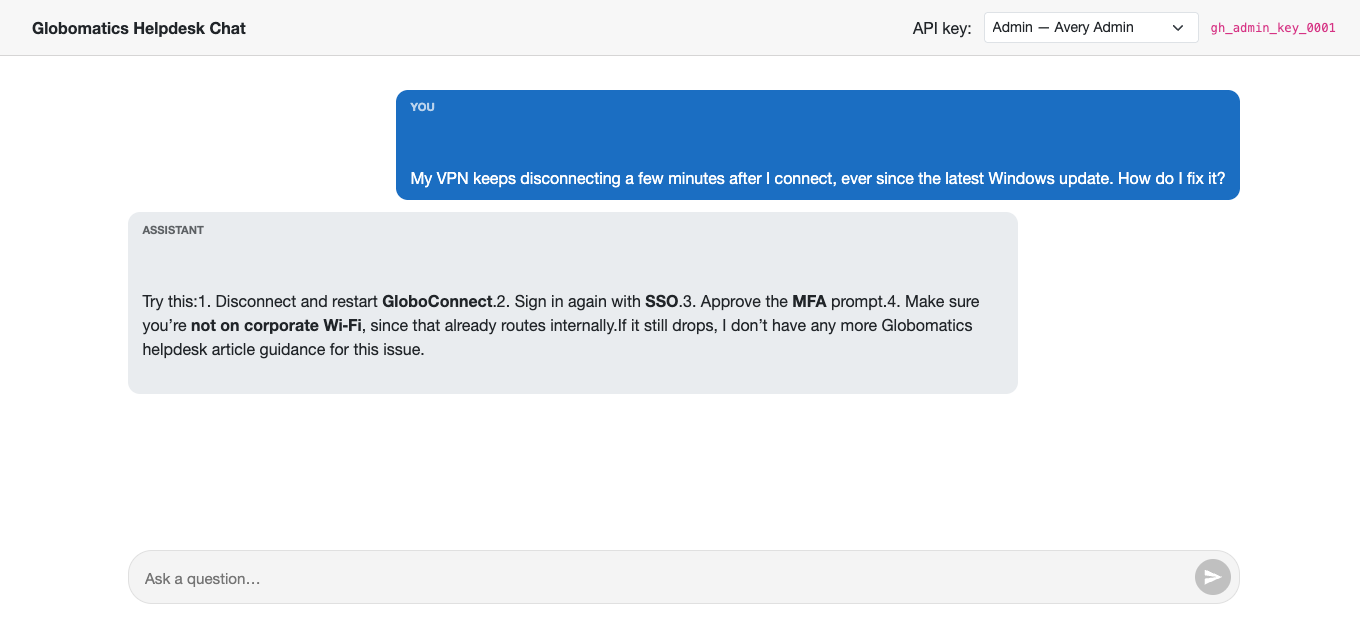 Globomatics Helpdesk Chat
API key: Admin — Avery Admin gh_admin_key_0001
YOU
My VPN keeps disconnecting a few minutes after I connect, ever since the latest Windows update. How do I fix it?
ASSISTANT
Try this:1. Disconnect and restart GloboConnect.2. Sign in again with SSO.3. Approve the MFA prompt.4. Make sure
you’re not on corporate Wi-Fi, since that already routes internally.If it still drops, I don’t have any more Globomatics
helpdesk article guidance for this issue.
Ask a question…